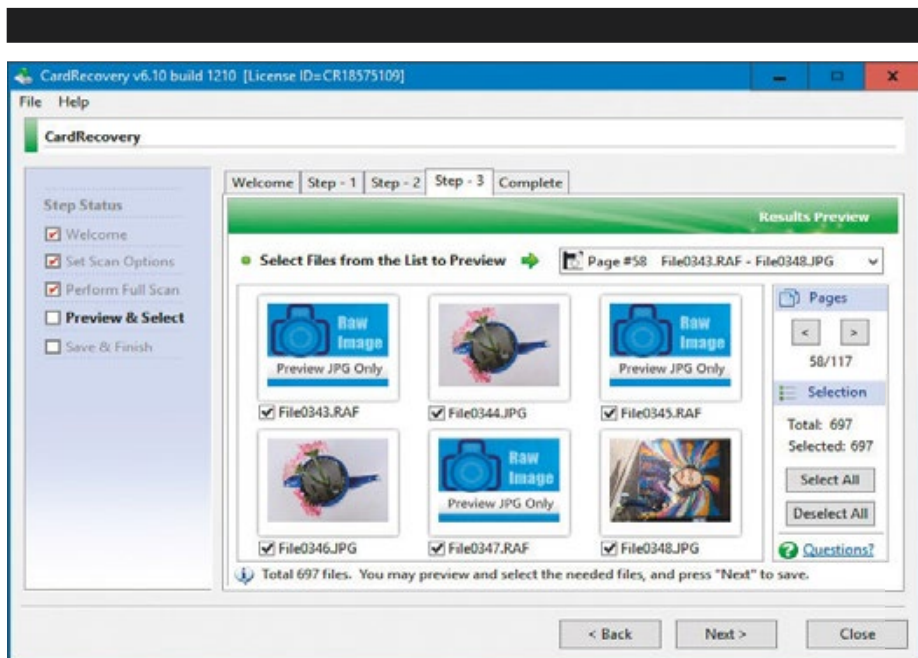 CardRecovery v6.10 build 1210 [License ID=CR18575109]
File Help
CardRecovery
Welcome Step - 1 Step - 2 Step - 3 Complete
Step Status
Welcome
Set Scan Options
Perform Full Scan
Preview & Select
Save & Finish
Results Preview
Select Files from the List to Preview Page #58 File0343.RAF - File0348.JPG
Raw
Image
Preview JPG Only
Raw
Image
Preview JPG Only
File0343.RAF File0344.JPG File0345.RAF
Raw
Image
Preview JPG Only
File0346.JPG File0347.RAF File0348.JPG
Pages
< >
58/117
Selection
Total: 697
Selected: 697
Select All
Deselect All
Questions?
Total 697 files. You may preview and select the needed files, and press "Next" to save.
< Back Next > Close